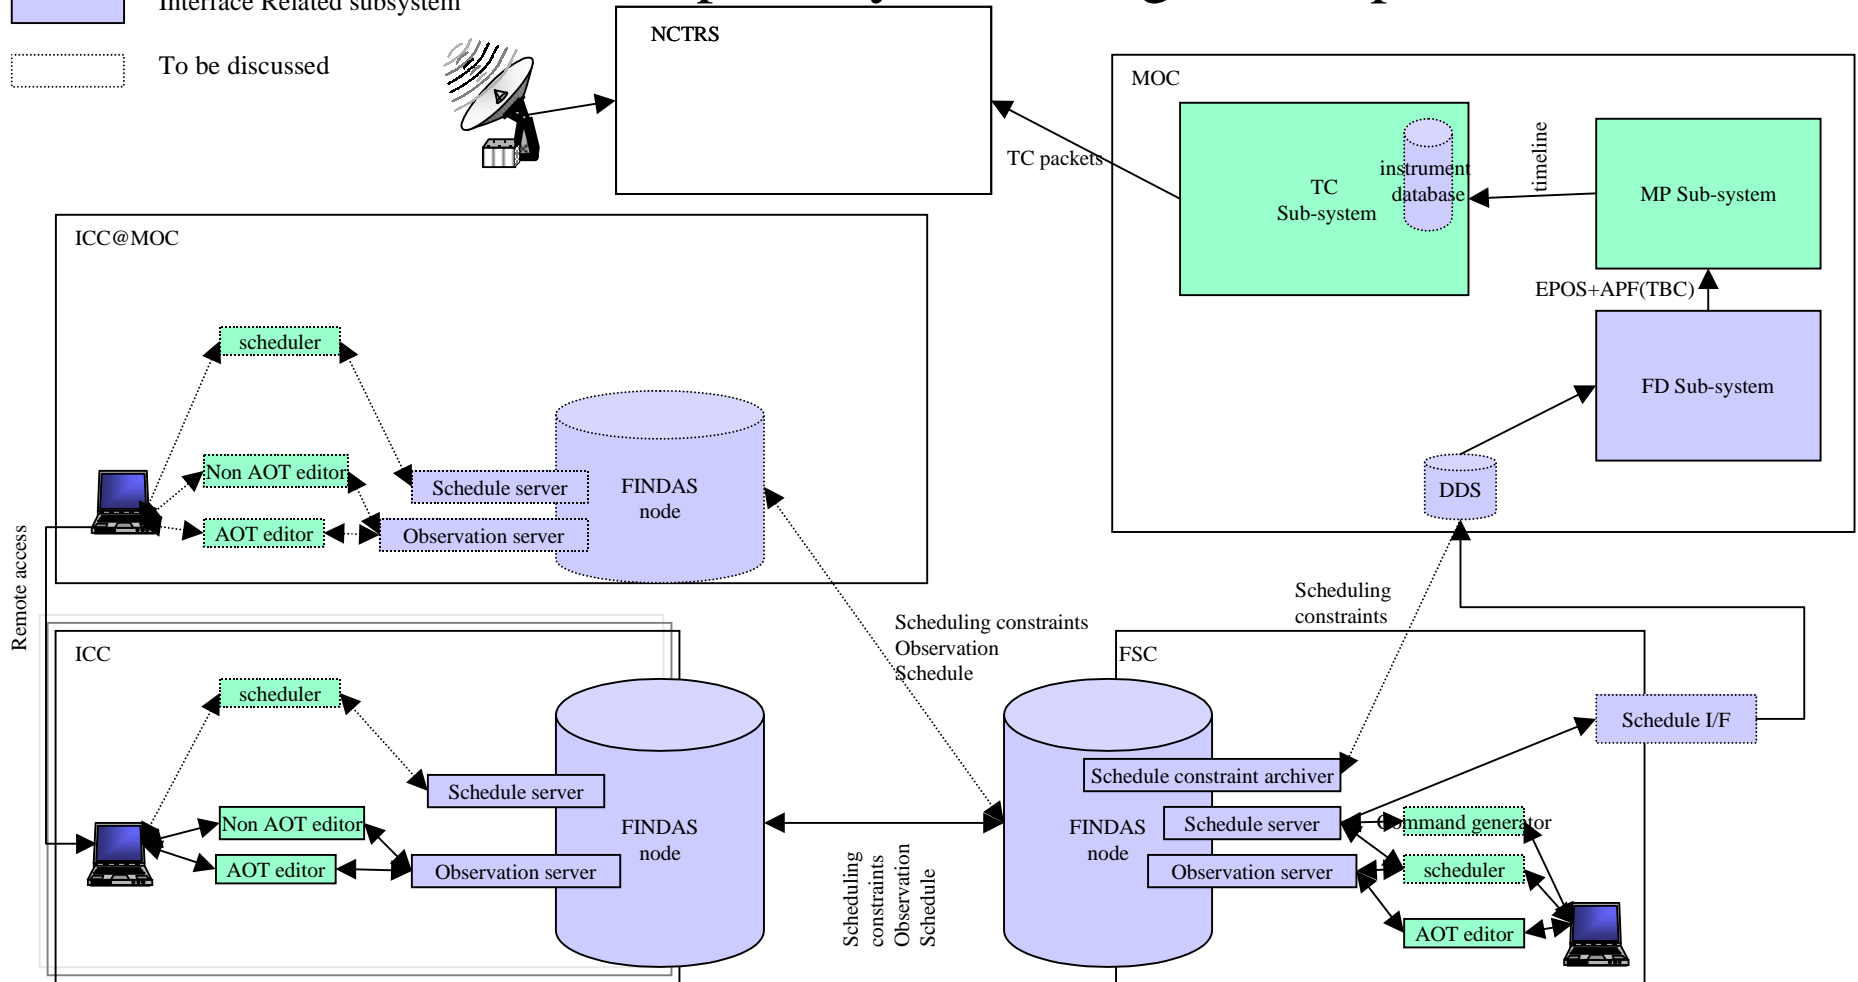 Interface Related subsystem
To be discussed
NCTRS
MOC
TC packets
TC
Sub-system
instrument
database
timeline
MP Sub-system
EPOS+APF(TBC)
FD Sub-system
DDS
ICC@MOC
scheduler
Non AOT editor
AOT editor
Schedule server
Observation server
FINDAS
node
Remote access
Scheduling constraints
Observation
Schedule
Scheduling
constraints
ICC
scheduler
Non AOT editor
AOT editor
Schedule server
Observation server
FINDAS
node
Scheduling
constraints
Observation
Schedule
FSC
Schedule I/F
Schedule constraint archiver
FINDAS
node
Schedule server
Observation server
Command generator
scheduler
AOT editor